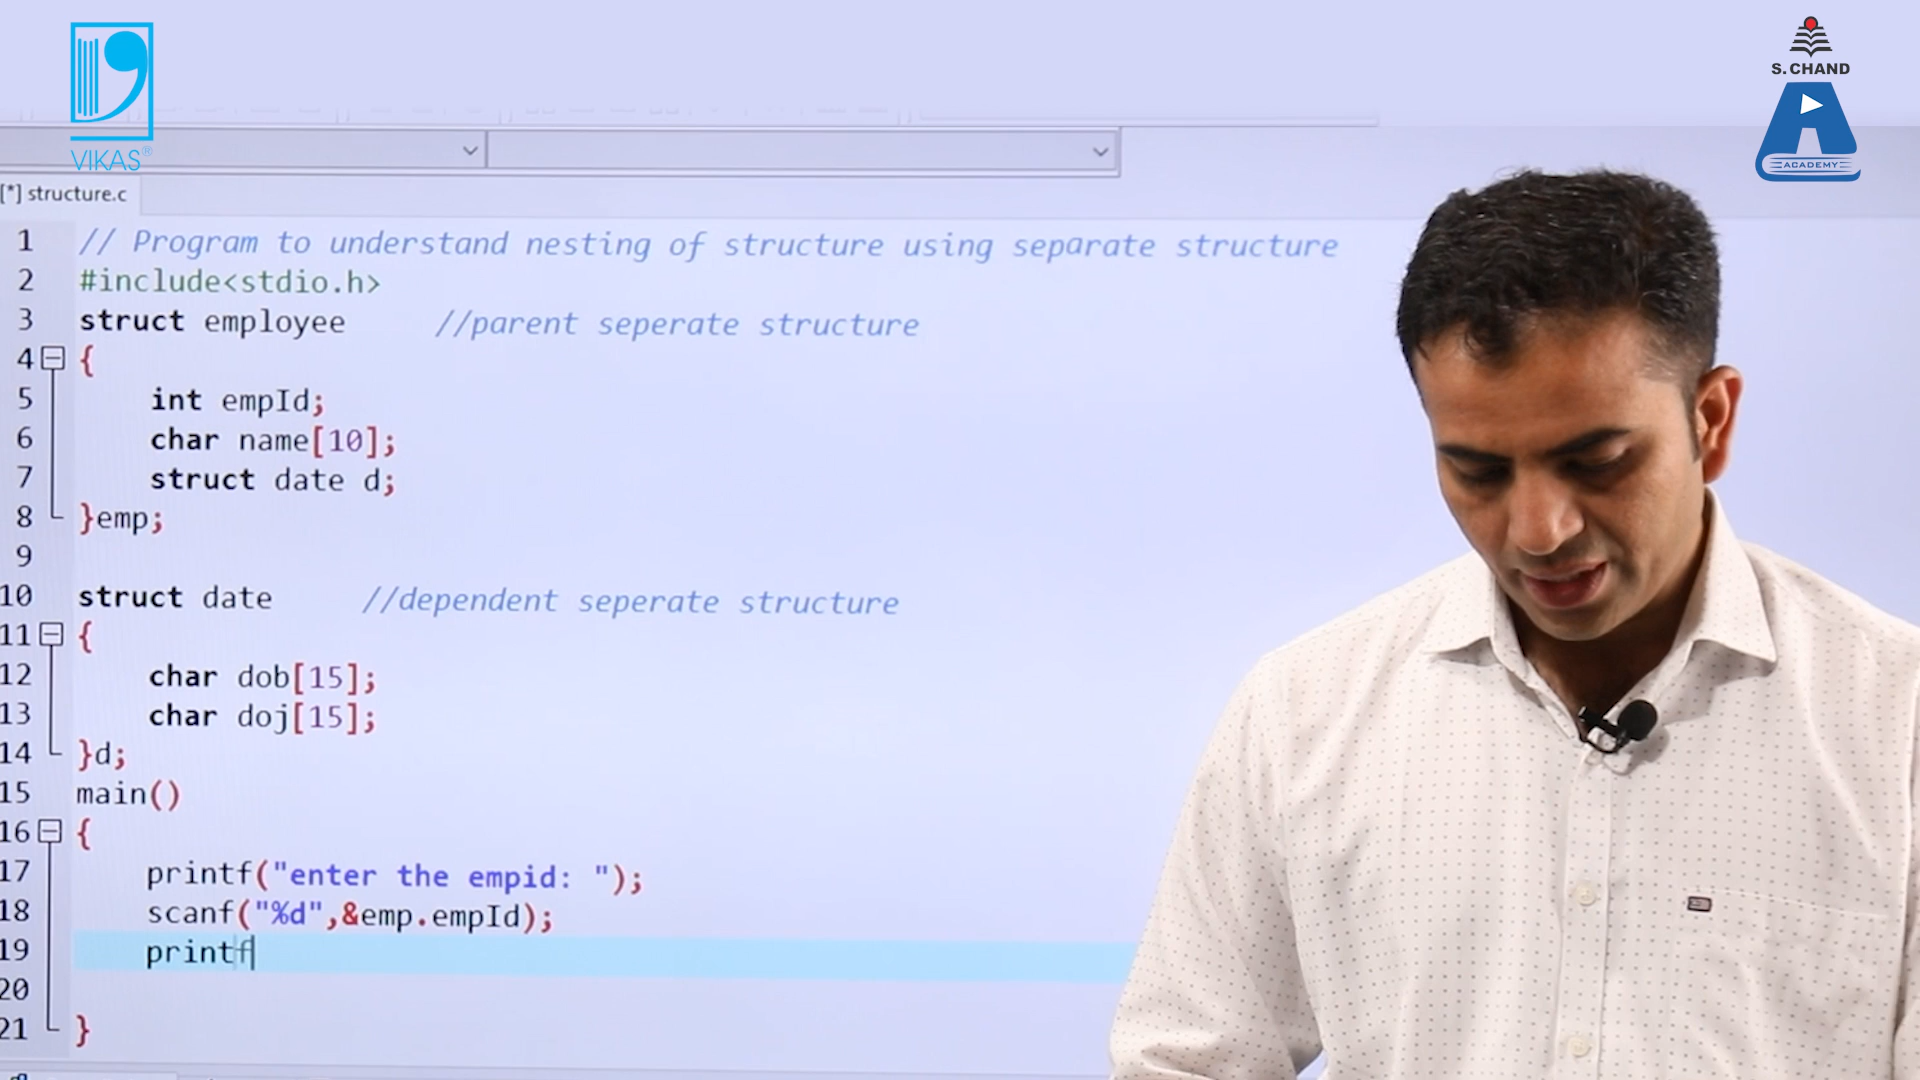 VIKAS®
S. CHAND
ACADEMY
[*] structure.c
1 // Program to understand nesting of structure using separate structure
2 #include<stdio.h>
3 struct employee //parent seperate structure
4 {
5 int empId;
6 char name[10];
7 struct date d;
8 }emp;
9
10 struct date //dependent seperate structure
11 {
12 char dob[15];
13 char doj[15];
14 }d;
15 main()
16 {
17 printf("enter the empid: ");
18 scanf("%d",&emp.empId);
19 printf
20
21 }